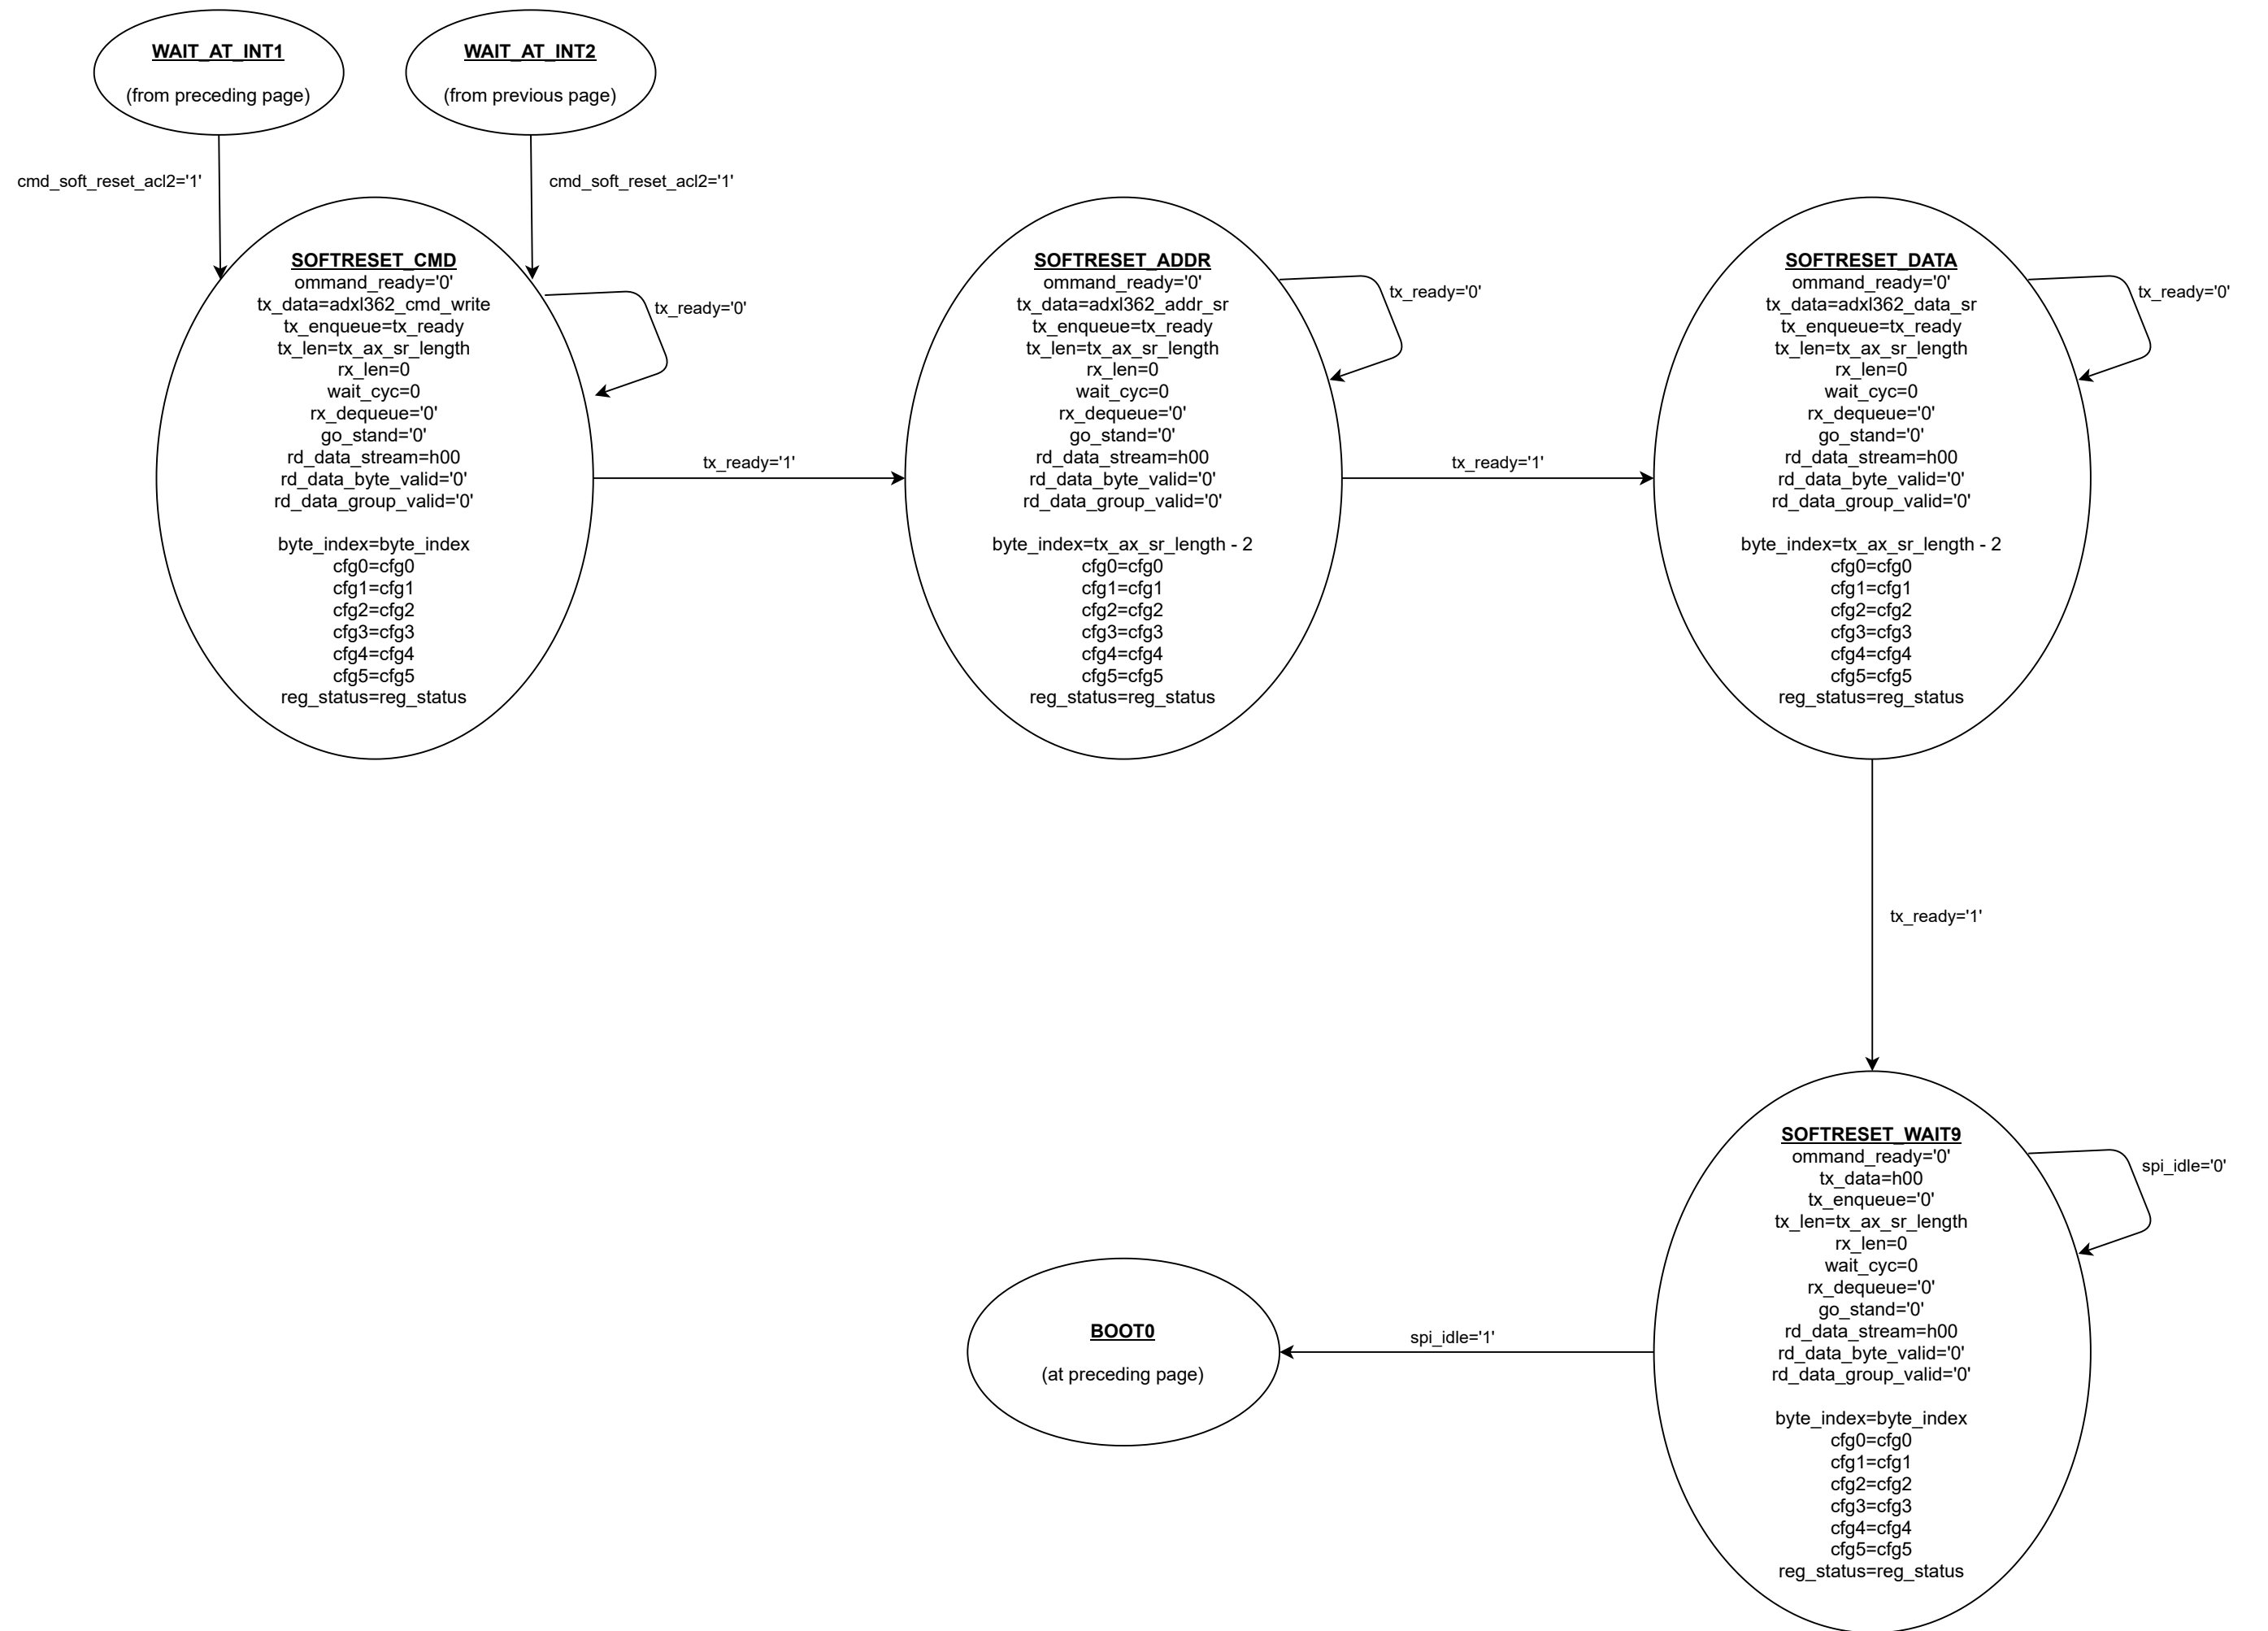 WAIT_AT_INT1
(from preceding page)
WAIT_AT_INT2
(from previous page)
cmd_soft_reset_acl2='1'
cmd_soft_reset_acl2='1'
SOFTRESET_CMD
ommand_ready='0'
tx_data=adxl362_cmd_write
tx_enqueue=tx_ready
tx_len=tx_ax_sr_length
rx_len=0
wait_cyc=0
rx_dequeue='0'
go_stand='0'
rd_data_stream=h00
rd_data_byte_valid='0'
rd_data_group_valid='0'
byte_index=byte_index
cfg0=cfg0
cfg1=cfg1
cfg2=cfg2
cfg3=cfg3
cfg4=cfg4
cfg5=cfg5
reg_status=reg_status
tx_ready='0'
tx_ready='1'
SOFTRESET_ADDR
ommand_ready='0'
tx_data=adxl362_addr_sr
tx_enqueue=tx_ready
tx_len=tx_ax_sr_length
rx_len=0
wait_cyc=0
rx_dequeue='0'
go_stand='0'
rd_data_stream=h00
rd_data_byte_valid='0'
rd_data_group_valid='0'
byte_index=tx_ax_sr_length - 2
cfg0=cfg0
cfg1=cfg1
cfg2=cfg2
cfg3=cfg3
cfg4=cfg4
cfg5=cfg5
reg_status=reg_status
tx_ready='0'
tx_ready='1'
SOFTRESET_DATA
ommand_ready='0'
tx_data=adxl362_data_sr
tx_enqueue=tx_ready
tx_len=tx_ax_sr_length
rx_len=0
wait_cyc=0
rx_dequeue='0'
go_stand='0'
rd_data_stream=h00
rd_data_byte_valid='0'
rd_data_group_valid='0'
byte_index=tx_ax_sr_length - 2
cfg0=cfg0
cfg1=cfg1
cfg2=cfg2
cfg3=cfg3
cfg4=cfg4
cfg5=cfg5
reg_status=reg_status
tx_ready='0'
tx_ready='1'
SOFTRESET_WAIT9
ommand_ready='0'
tx_data=h00
tx_enqueue='0'
tx_len=tx_ax_sr_length
rx_len=0
wait_cyc=0
rx_dequeue='0'
go_stand='0'
rd_data_stream=h00
rd_data_byte_valid='0'
rd_data_group_valid='0'
byte_index=byte_index
cfg0=cfg0
cfg1=cfg1
cfg2=cfg2
cfg3=cfg3
cfg4=cfg4
cfg5=cfg5
reg_status=reg_status
spi_idle='0'
spi_idle='1'
BOOT0
(at preceding page)